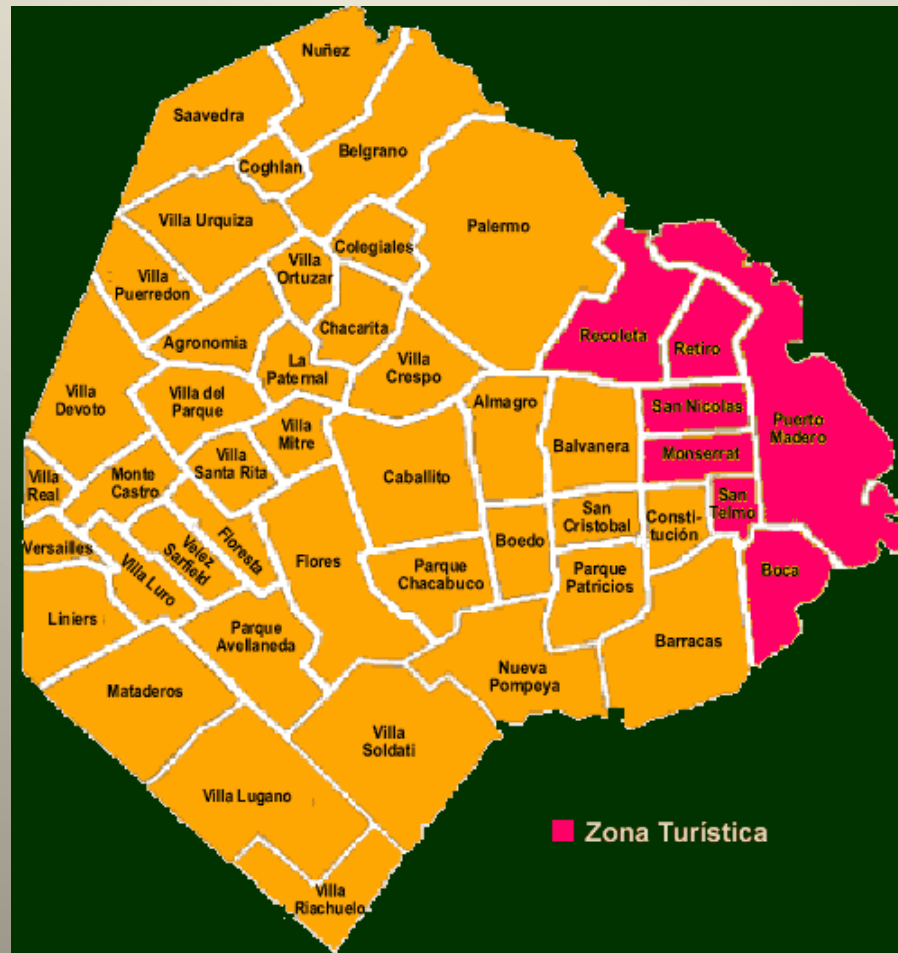 Nuñez
Saavedra
Belgrano
Coghlan
Villa Urquiza
Palermo
Colegiales
Villa
Ortuzar
Villa
Puerredon
Chacarita
Recoleta
Agronomia
Retiro
La
Paternal
Villa
Crespo
Villa
Devoto
Villa del
Parque
Almagro
San Nicolas
Puerto
Madero
Villa
Mitre
Balvanera
Monserrat
Villa
Santa Rita
Caballito
Villa
Real
Monte
Castro
San
Telmo
San
Cristobal
Consti-
tución
Floresta
Velez
Sarfield
Versailles
Boedo
Flores
Parque
Chacabuco
Parque
Patricios
Boca
Villa Luro
Liniers
Parque
Avellaneda
Barracas
Nueva
Pompeya
Mataderos
Villa
Soldati
Villa Lugano
Zona Turística
Villa
Riachuelo